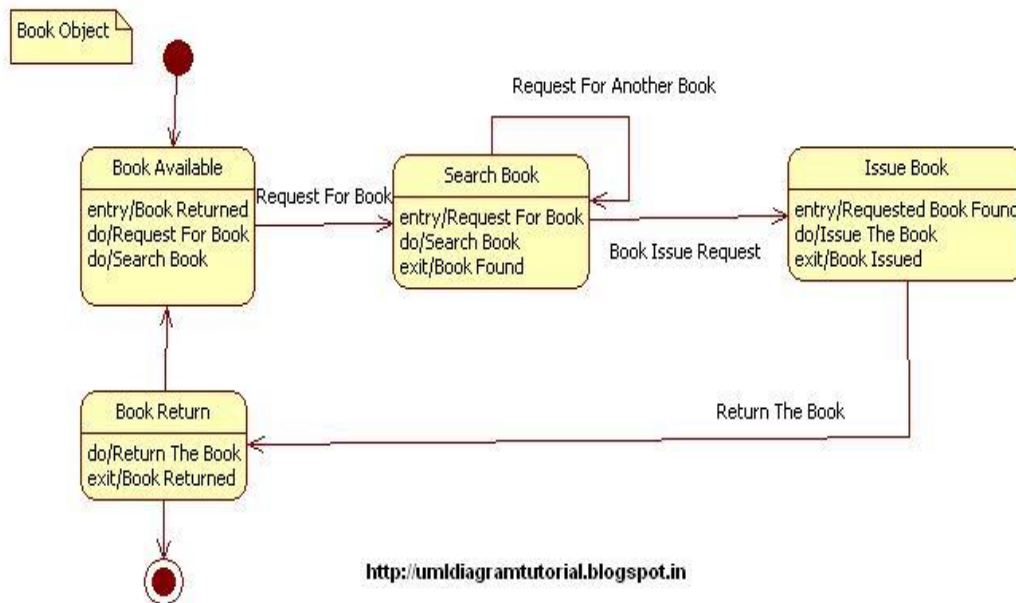 Book Object
Request For Another Book
Book Available
entry/Book Returned
do/Request For Book
do/Search Book
Request For Book
Search Book
entry/Request For Book
do/Search Book
exit/Book Found
Book Issue Request
Issue Book
entry/Requested Book Found
do/Issue The Book
exit/Book Issued
Return The Book
Book Return
do/Return The Book
exit/Book Returned
http://umldiagramtutorial.blogspot.in